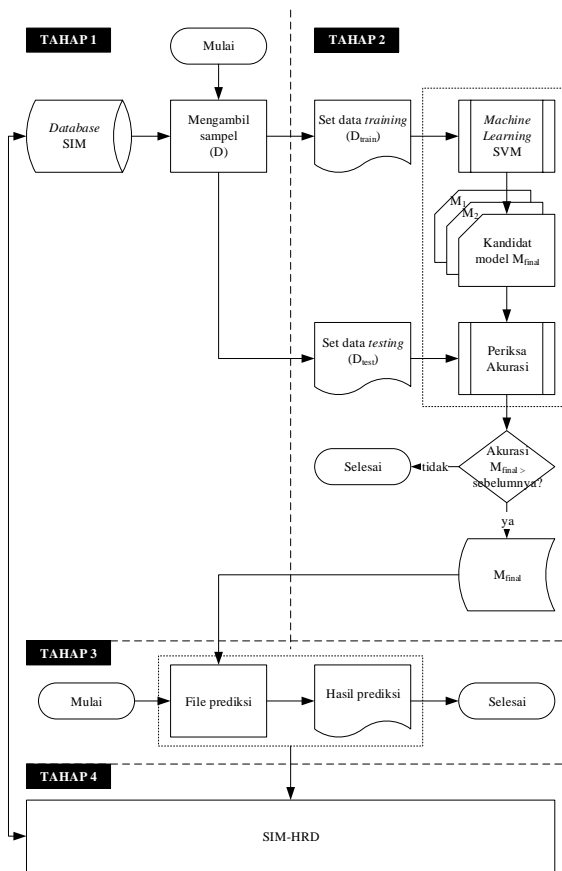 TAHAP 1
TAHAP 2
Mulai
Database
SIM
Mengambil
sampel
(D)
Set data training
(Dtrain)
Machine
Learning
SVM
M1
M2
Kandidat
model Mfinal
Set data testing
(Dtest)
Periksa
Akurasi
Akurasi
Mfinal >
sebelumnya?
tidak
Selesai
ya
Mfinal
TAHAP 3
Mulai
File prediksi
Hasil prediksi
Selesai
TAHAP 4
SIM-HRD